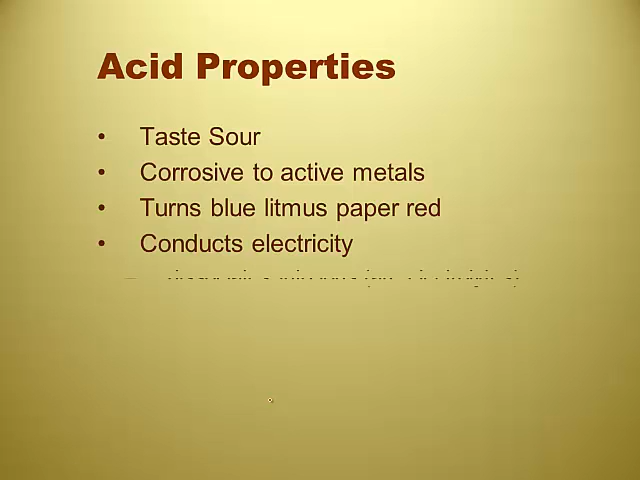 Acid Properties
• Taste Sour
• Corrosive to active metals
• Turns blue litmus paper red
• Conducts electricity